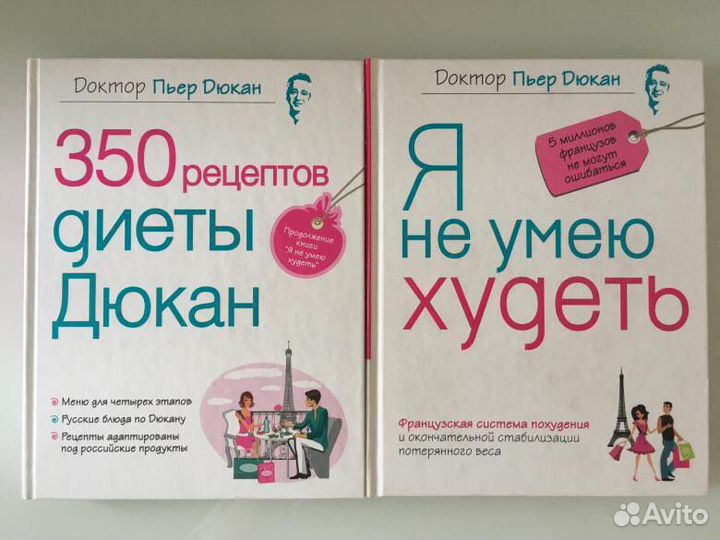 Доктор Пьер Дюкан
350 рецептов
диеты
Дюкан
Продолжение
книги
"Я не умею
худеть"
Меню для четырех этапов
Русские блюда по Дюкану
Рецепты адаптированы
под российские продукты
Доктор Пьер Дюкан
5 миллионов
французов
не могут
ошибаться
Я
не умею
худеть
Французская система похудения
и окончательной стабилизации
потерянного веса
Avito